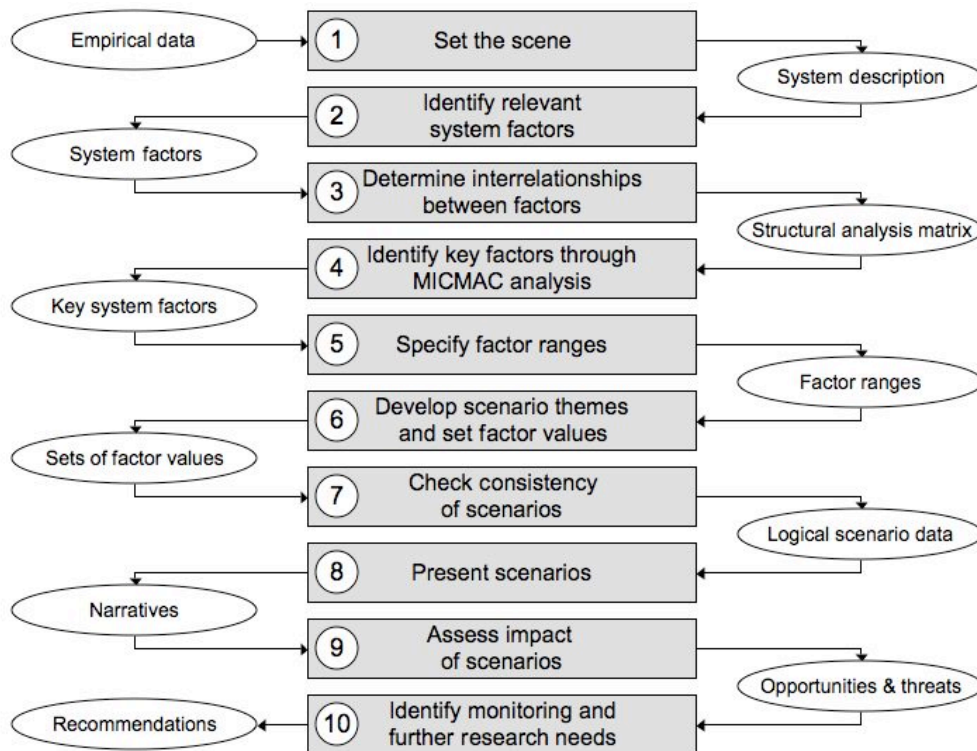 Empirical data
1
Set the scene
System description
2
Identify relevant
system factors
System factors
3
Determine interrelationships
between factors
Structural analysis matrix
4
Identify key factors through
MICMAC analysis
Key system factors
5
Specify factor ranges
Factor ranges
6
Develop scenario themes
and set factor values
Sets of factor values
7
Check consistency
of scenarios
Logical scenario data
8
Present scenarios
Narratives
9
Assess impact
of scenarios
Opportunities & threats
10
Identify monitoring and
further research needs
Recommendations